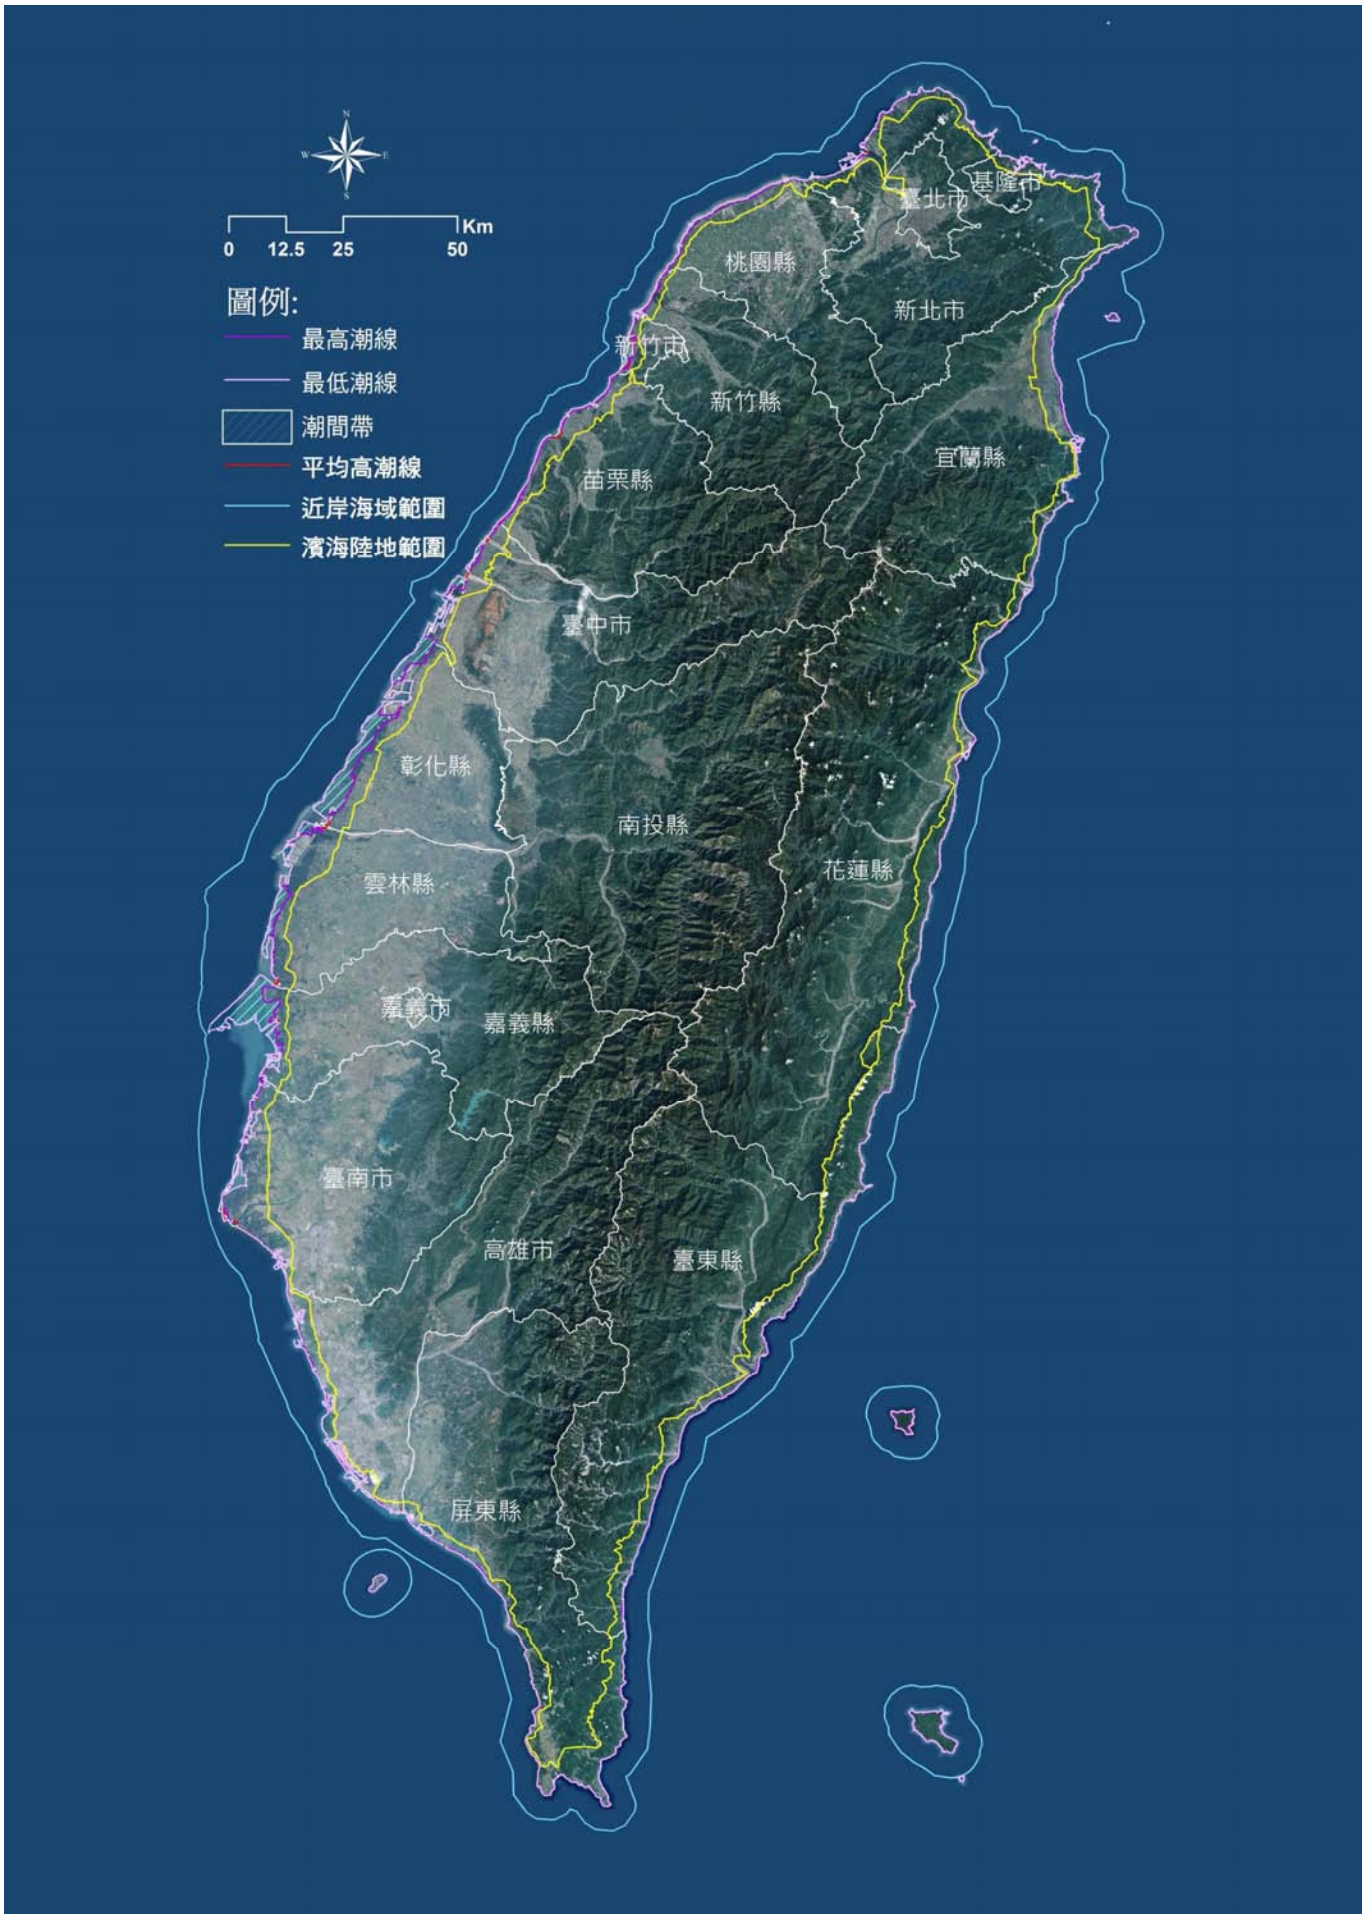 N
W E
S
Km
0 12.5 25 50
圖例:
最高潮線
最低潮線
潮間帶
平均高潮線
近岸海域範圍
濱海陸地範圍
基隆市
臺北市
桃園縣
新北市
新竹市
新竹縣
宜蘭縣
苗栗縣
臺中市
彰化縣
南投縣
花蓮縣
雲林縣
嘉義市
嘉義縣
臺南市
高雄市
臺東縣
屏東縣